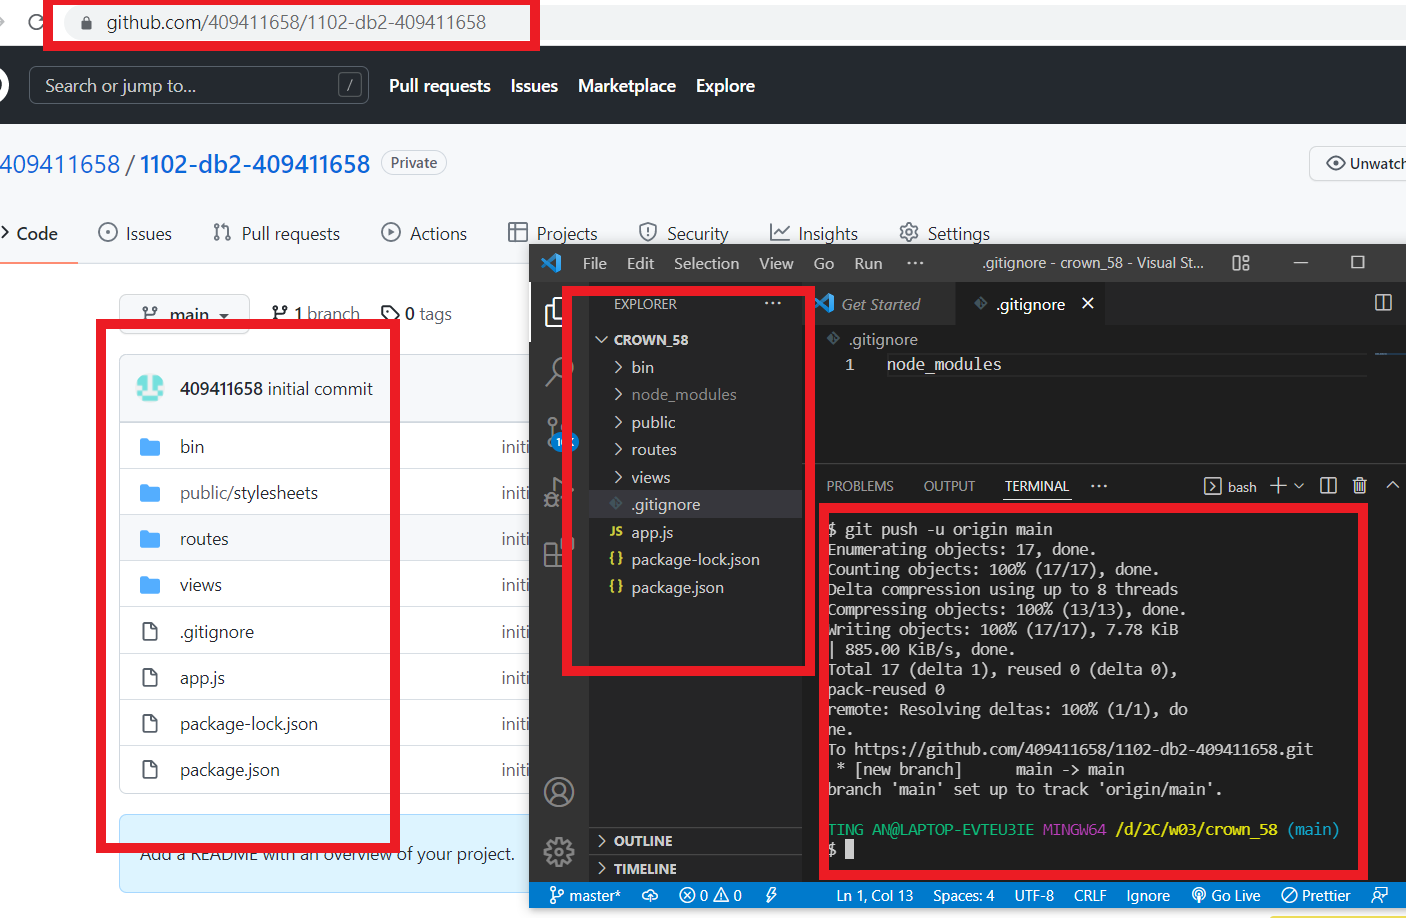 github.com/409411658/1102-db2-409411658
Search or jump to... /
Pull requests
Issues
Marketplace
Explore
409411658 / 1102-db2-409411658
Private
Code
Issues
Pull requests
Actions
Projects
Security
Insights
Settings
main
1 branch
0 tags
409411658 initial commit
bin
public/stylesheets
routes
views
.gitignore
app.js
package-lock.json
package.json
Add a README with an overview of your project.
File Edit Selection View Go Run ···
.gitignore - crown_58 - Visual St...
EXPLORER ···
CROWN_58
bin
node_modules
public
routes
views
.gitignore
JS app.js
{} package-lock.json
{} package.json
OUTLINE
TIMELINE
Get Started
.gitignore
.gitignore
1 node_modules
PROBLEMS OUTPUT TERMINAL ···
bash
$ git push -u origin main
Enumerating objects: 17, done.
Counting objects: 100% (17/17), done.
Delta compression using up to 8 threads
Compressing objects: 100% (13/13), done.
Writing objects: 100% (17/17), 7.78 KiB
| 885.00 KiB/s, done.
Total 17 (delta 1), reused 0 (delta 0),
pack-reused 0
remote: Resolving deltas: 100% (1/1), do
ne.
To https://github.com/409411658/1102-db2-409411658.git
* [new branch]      main -> main
branch 'main' set up to track 'origin/main'.
TING AN@LAPTOP-EVTEU3IE MINGW64 /d/2C/w03/crown_58 (main)
$
master* 0 0
Ln 1, Col 13
Spaces: 4
UTF-8
CRLF
Ignore
Go Live
Prettier